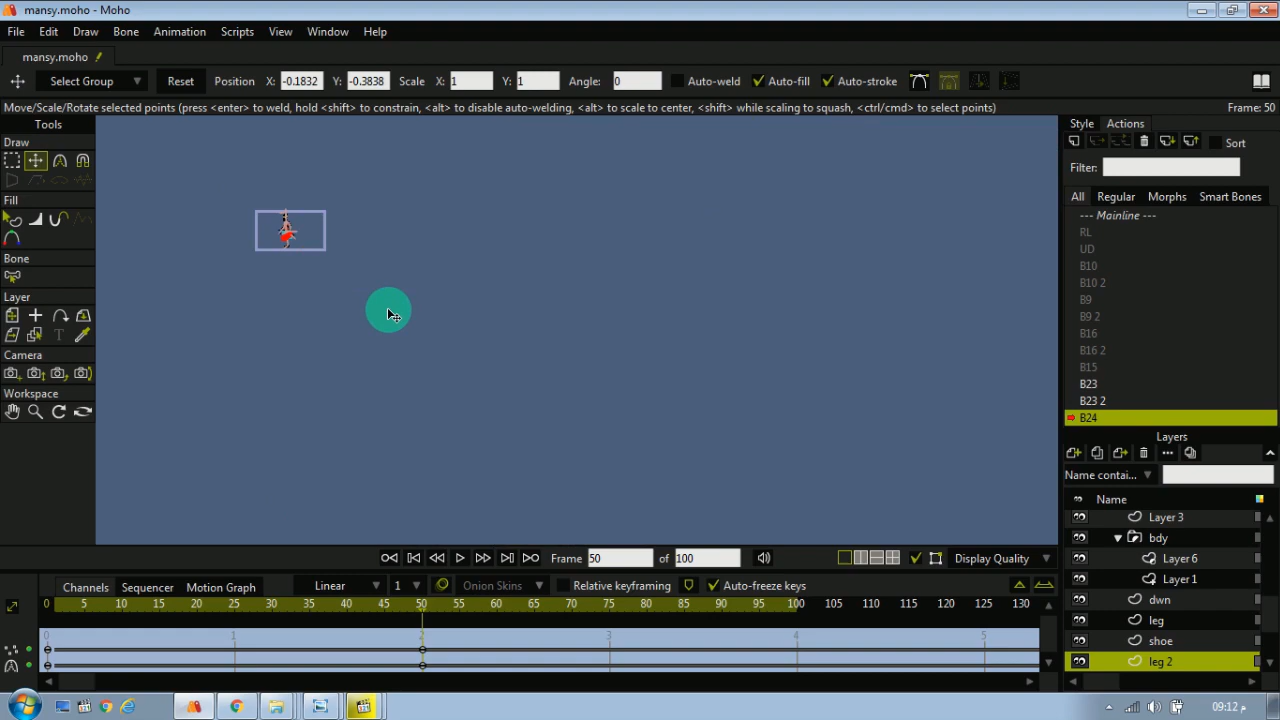 mansy.moho - Moho
File Edit Draw Bone Animation Scripts View Window Help
mansy.moho
Select Group Reset Position X: -0.1832 Y: -0.3838 Scale X: 1 Y: 1 Angle: 0 Auto-weld Auto-fill Auto-stroke
Move/Scale/Rotate selected points (press <enter> to weld, hold <shift> to constrain, <alt> to disable auto-welding, <alt> to scale to center, <shift> while scaling to squash, <ctrl/cmd> to select points) Frame: 50
Tools
Draw
Fill
Bone
Layer
Camera
Workspace
Style Actions
Sort
Filter:
All Regular Morphs Smart Bones
--- Mainline ---
RL
UD
B10
B10 2
B9
B9 2
B16
B16 2
B15
B23
B23 2
B24
Layers
Name contai...
Name
Layer 3
bdy
Layer 6
Layer 1
dwn
leg
shoe
leg 2
Frame 50 of 100 Display Quality
Channels Sequencer Motion Graph Linear 1 Onion Skins Relative keyframing Auto-freeze keys
0 5 10 15 20 25 30 35 40 45 50 55 60 65 70 75 80 85 90 95 100 105 110 115 120 125 130
0 1 2 3 4 5
09:12 م